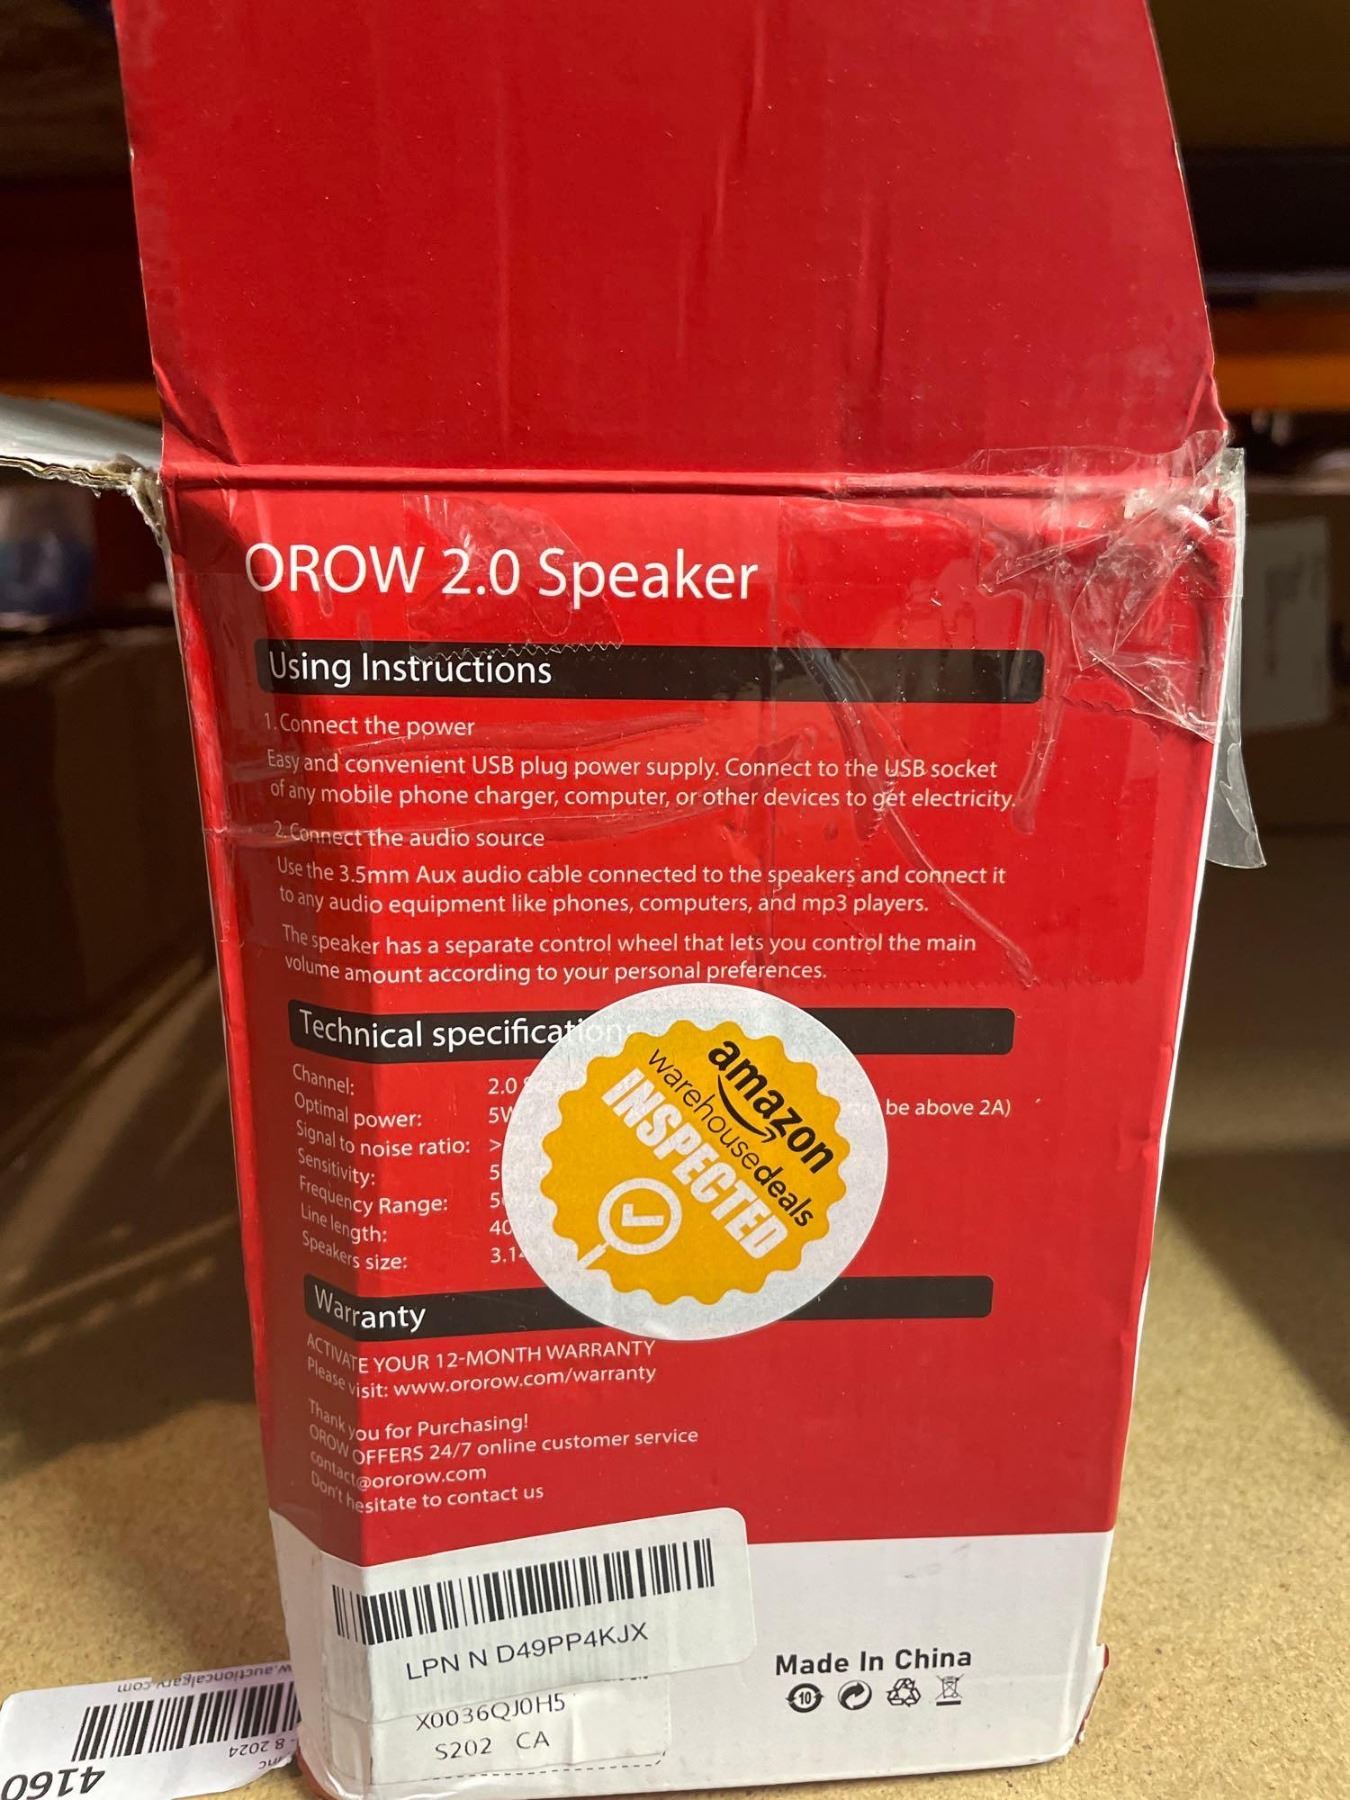 OROW 2.0 Speaker
Using Instructions
1. Connect the power
Easy and convenient USB plug power supply. Connect to the USB socket
of any mobile phone charger, computer, or other devices to get electricity.
2. Connect the audio source
Use the 3.5mm Aux audio cable connected to the speakers and connect it
to any audio equipment like phones, computers, and mp3 players.
The speaker has a separate control wheel that lets you control the main
volume amount according to your personal preferences.
Technical specifications
Channel: 2.0
Optimal power: 5W be above 2A)
Signal to noise ratio: >
Sensitivity: 5
Frequency Range: 5
Line length: 40
Speakers size: 3.1
amazon
warehousedeals
INSPECTED
Warranty
ACTIVATE YOUR 12-MONTH WARRANTY
Please visit: www.ororow.com/warranty
Thank you for Purchasing!
OROW OFFERS 24/7 online customer service
contact@ororow.com
Don't hesitate to contact us
LPN N D49PP4KJX
X0036QJ0H5
S202 CA
Made In China
10
w.auctioncalgary.com
8 2024
4160